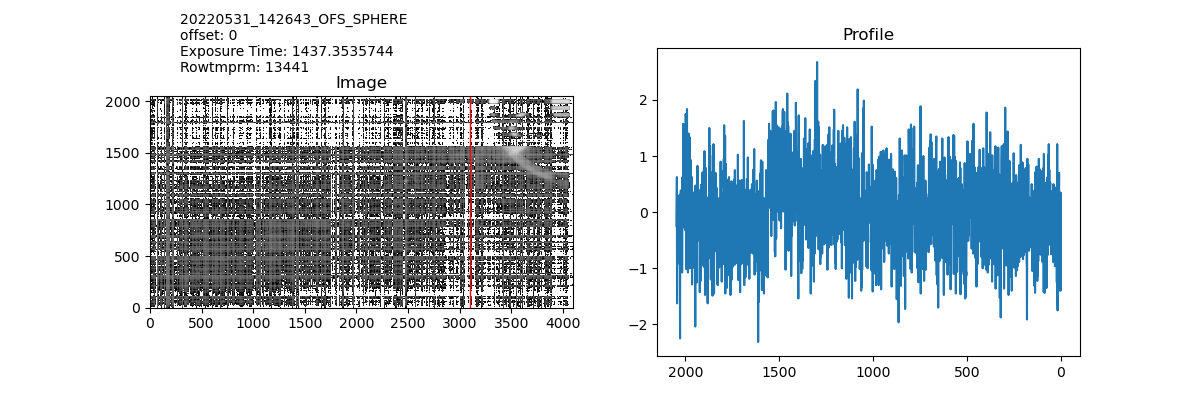 20220531_142643_OFS_SPHERE
offset: 0
Exposure Time: 1437.3535744
Rowtmprm: 13441
Image
2000
1500
1000
500
0
0 500 1000 1500 2000 2500 3000 3500 4000
Profile
2
1
0
−1
−2
2000 1500 1000 500 0